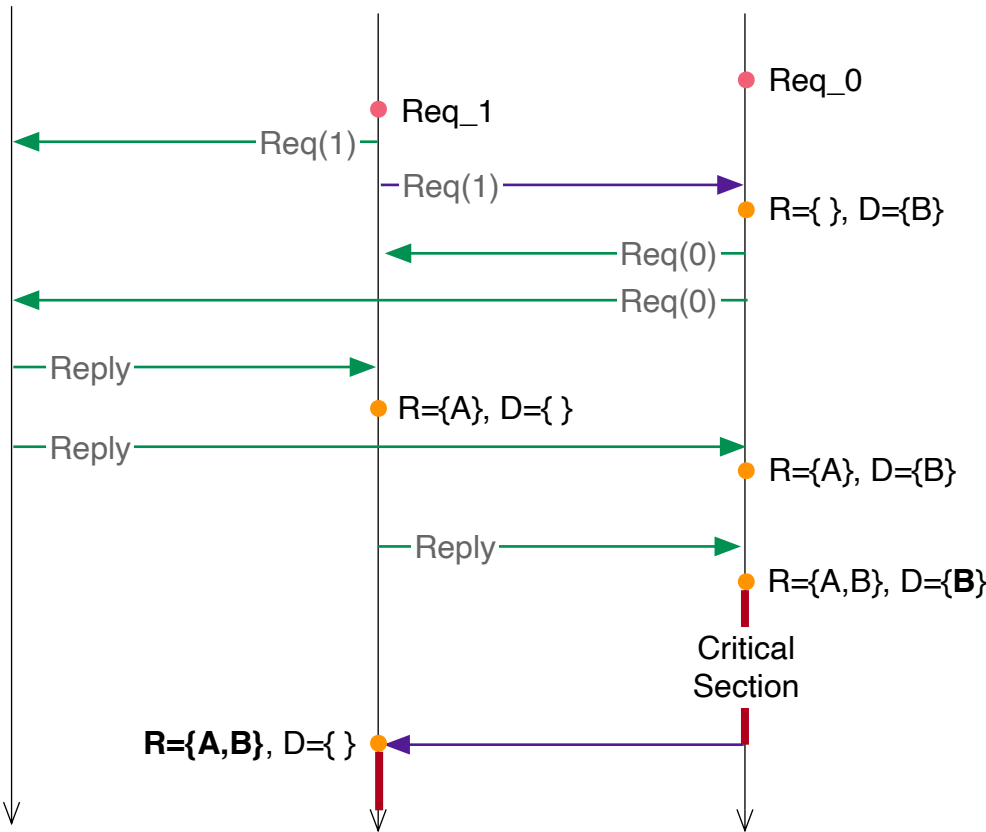 Req_0
Req_1
Req(1)
Req(1)
R={ }, D={B}
Req(0)
Req(0)
Reply
R={A}, D={ }
Reply
R={A}, D={B}
Reply
R={A,B}, D={B}
Critical
Section
R={A,B}, D={ }